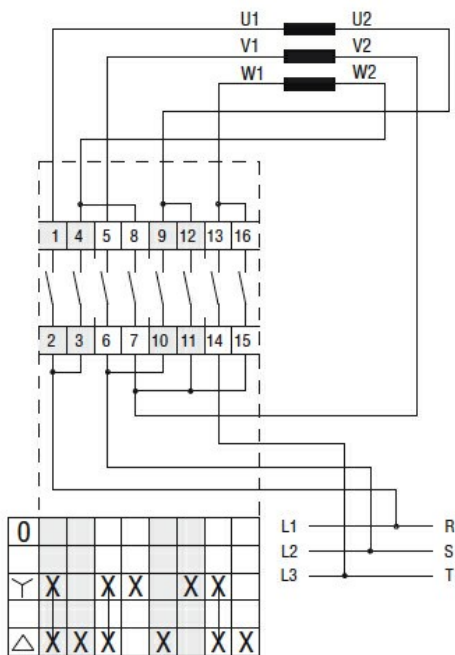 U1 U2
V1 V2
W1 W2
1 4 5 8 9 12 13 16
2 3 6 7 10 11 14 15
L1 R
L2 S
L3 T
0
Y X X X X X
△ X X X X X X